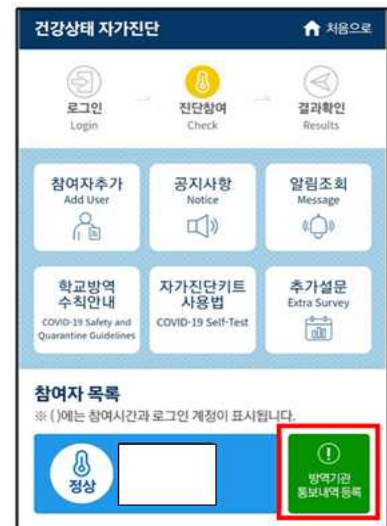 건강상태 자가진단 처음으로
로그인 진단참여 결과확인
Login Check Results
참여자추가 공지사항 알림조회
Add User Notice Message
학교방역 자가진단키트 추가설문
수칙안내 사용법 Extra Survey
COVID-19 Safety and COVID-19 Self-Test
Quarantine Guidelines
참여자 목록
※ ( )에는 참여시간과 로그인 계정이 표시됩니다.
정상
방역기관
통보내역 등록